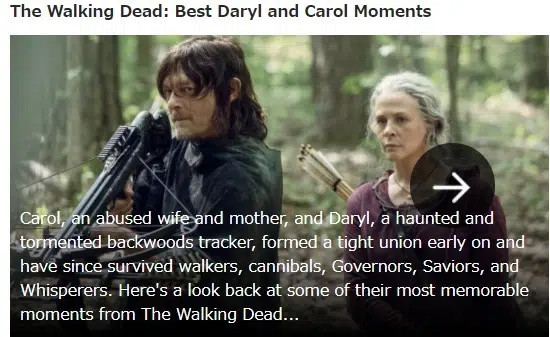 The Walking Dead: Best Daryl and Carol Moments
Carol, an abused wife and mother, and Daryl, a haunted and
tormented backwoods tracker, formed a tight union early on and
have since survived walkers, cannibals, Governors, Saviors, and
Whisperers. Here's a look back at some of their most memorable
moments from The Walking Dead...